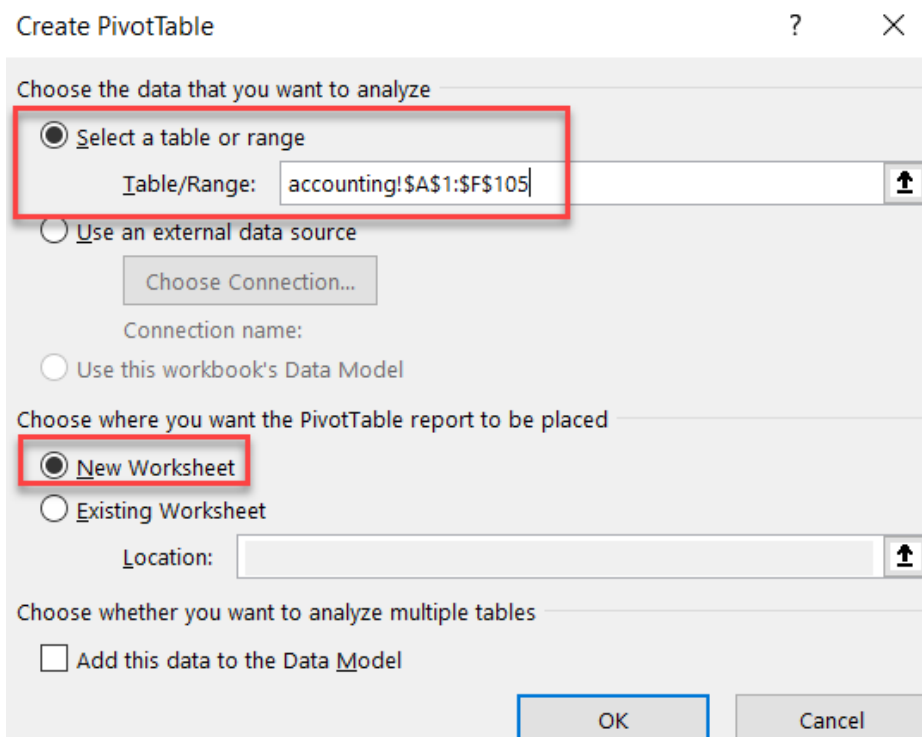 Create PivotTable ?
Choose the data that you want to analyze
Select a table or range
Table/Range: accounting!$A$1:$F$105
Use an external data source
Choose Connection...
Connection name:
Use this workbook's Data Model
Choose where you want the PivotTable report to be placed
New Worksheet
Existing Worksheet
Location:
Choose whether you want to analyze multiple tables
Add this data to the Data Model
OK Cancel